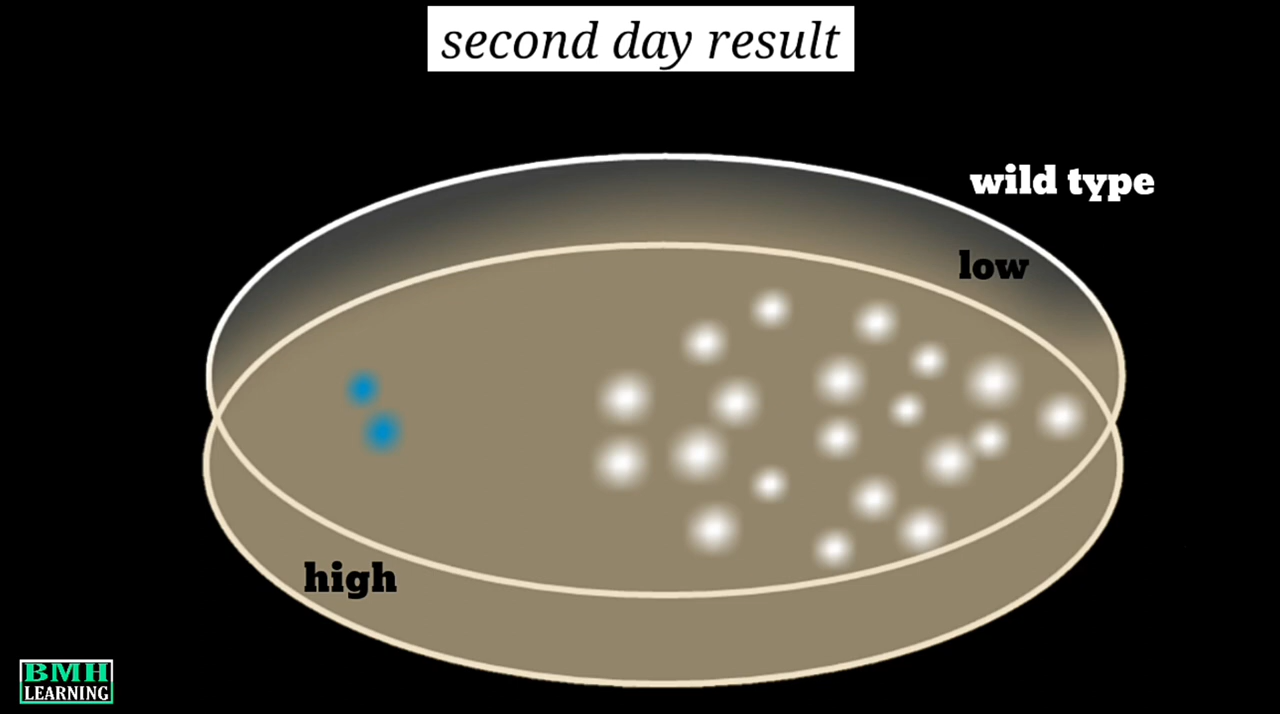 second day result
wild type
low
high
BMH
LEARNING